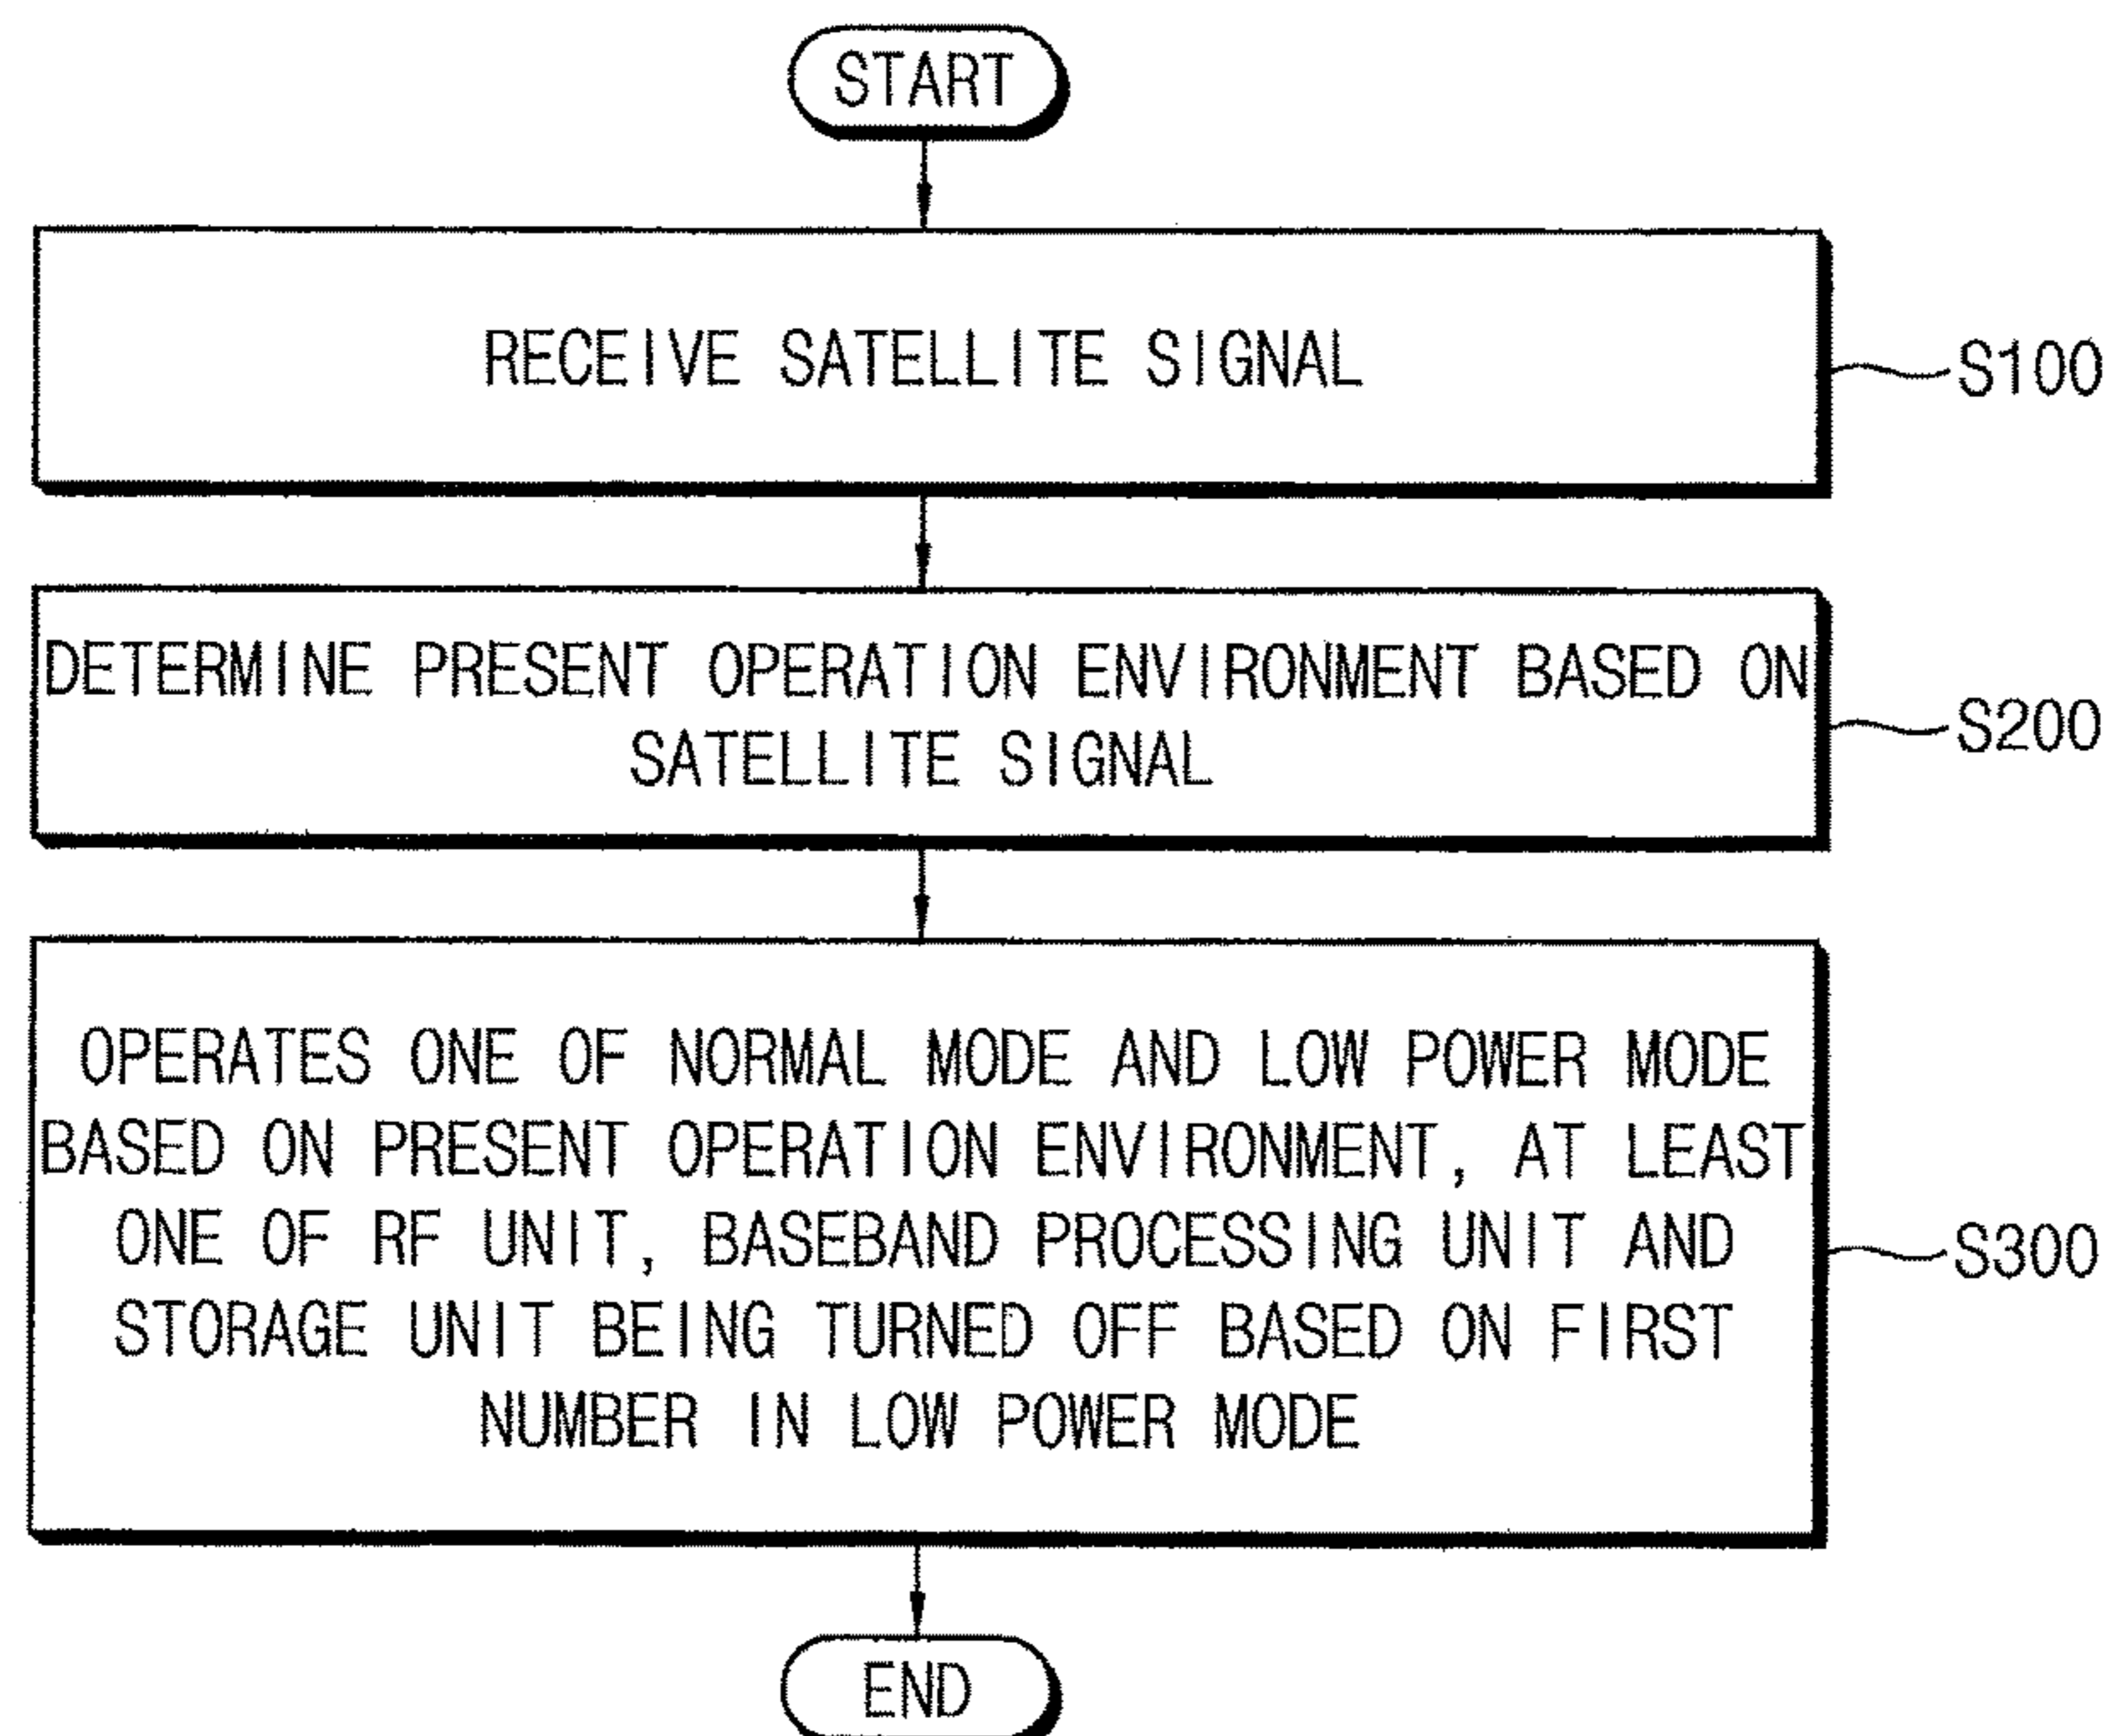 START
RECEIVE SATELLITE SIGNAL
S100
DETERMINE PRESENT OPERATION ENVIRONMENT BASED ON
SATELLITE SIGNAL
S200
OPERATES ONE OF NORMAL MODE AND LOW POWER MODE
BASED ON PRESENT OPERATION ENVIRONMENT, AT LEAST
ONE OF RF UNIT, BASEBAND PROCESSING UNIT AND
STORAGE UNIT BEING TURNED OFF BASED ON FIRST
NUMBER IN LOW POWER MODE
S300
END